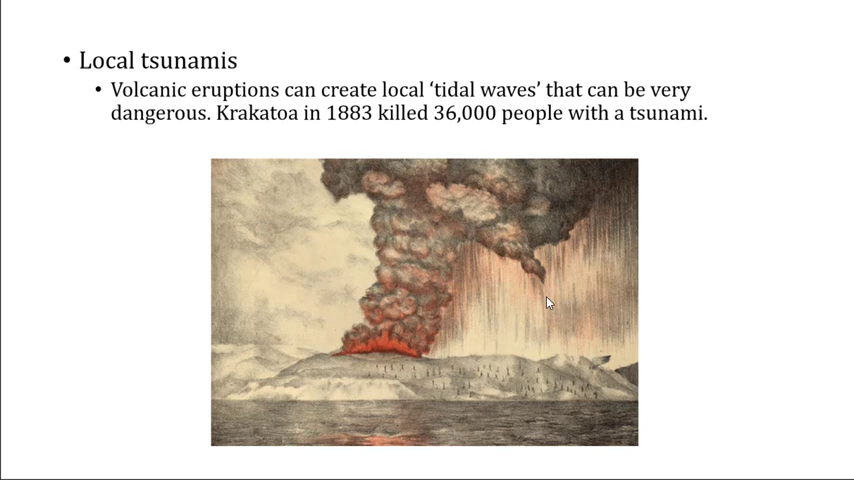 • Local tsunamis
• Volcanic eruptions can create local ‘tidal waves’ that can be very
dangerous. Krakatoa in 1883 killed 36,000 people with a tsunami.